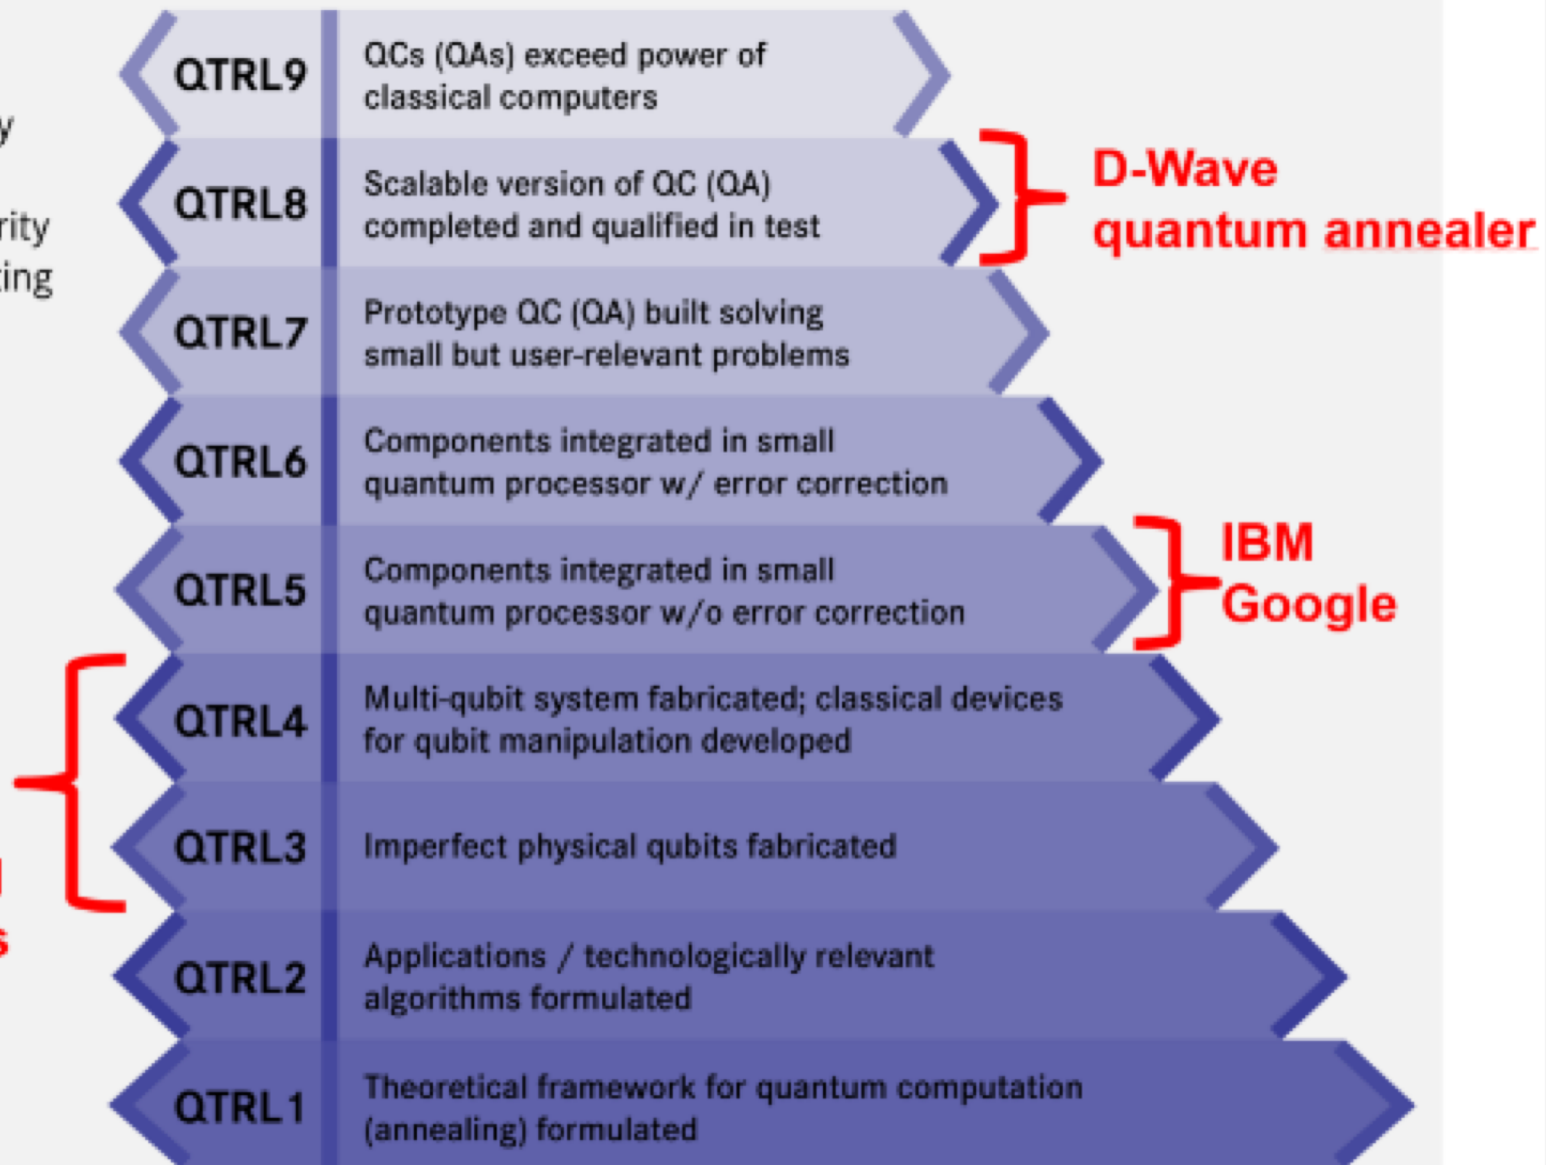 QTRL9
QCs (QAs) exceed power of
classical computers
QTRL8
Scalable version of QC (QA)
completed and qualified in test
D-Wave
quantum annealer
QTRL7
Prototype QC (QA) built solving
small but user-relevant problems
QTRL6
Components integrated in small
quantum processor w/ error correction
QTRL5
Components integrated in small
quantum processor w/o error correction
IBM
Google
QTRL4
Multi-qubit system fabricated; classical devices
for qubit manipulation developed
QTRL3
Imperfect physical qubits fabricated
QTRL2
Applications / technologically relevant
algorithms formulated
QTRL1
Theoretical framework for quantum computation
(annealing) formulated